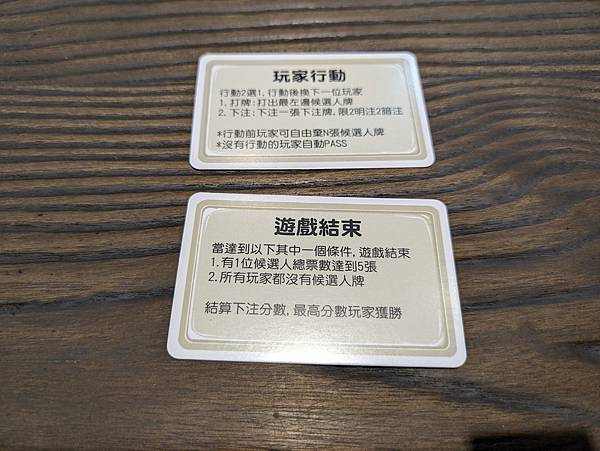 玩家行動
行動2選1,行動後換下一位玩家
1.打牌:打出最左邊候選人牌
2.下注:下注一張下注牌,限2明注2暗注
*行動前玩家可自由棄N張候選人牌
*沒有行動的玩家自動PASS
遊戲結束
當達到以下其中一個條件,遊戲結束
1.有1位候選人總票數達到5張
2.所有玩家都沒有候選人牌
結算下注分數,最高分數玩家獲勝